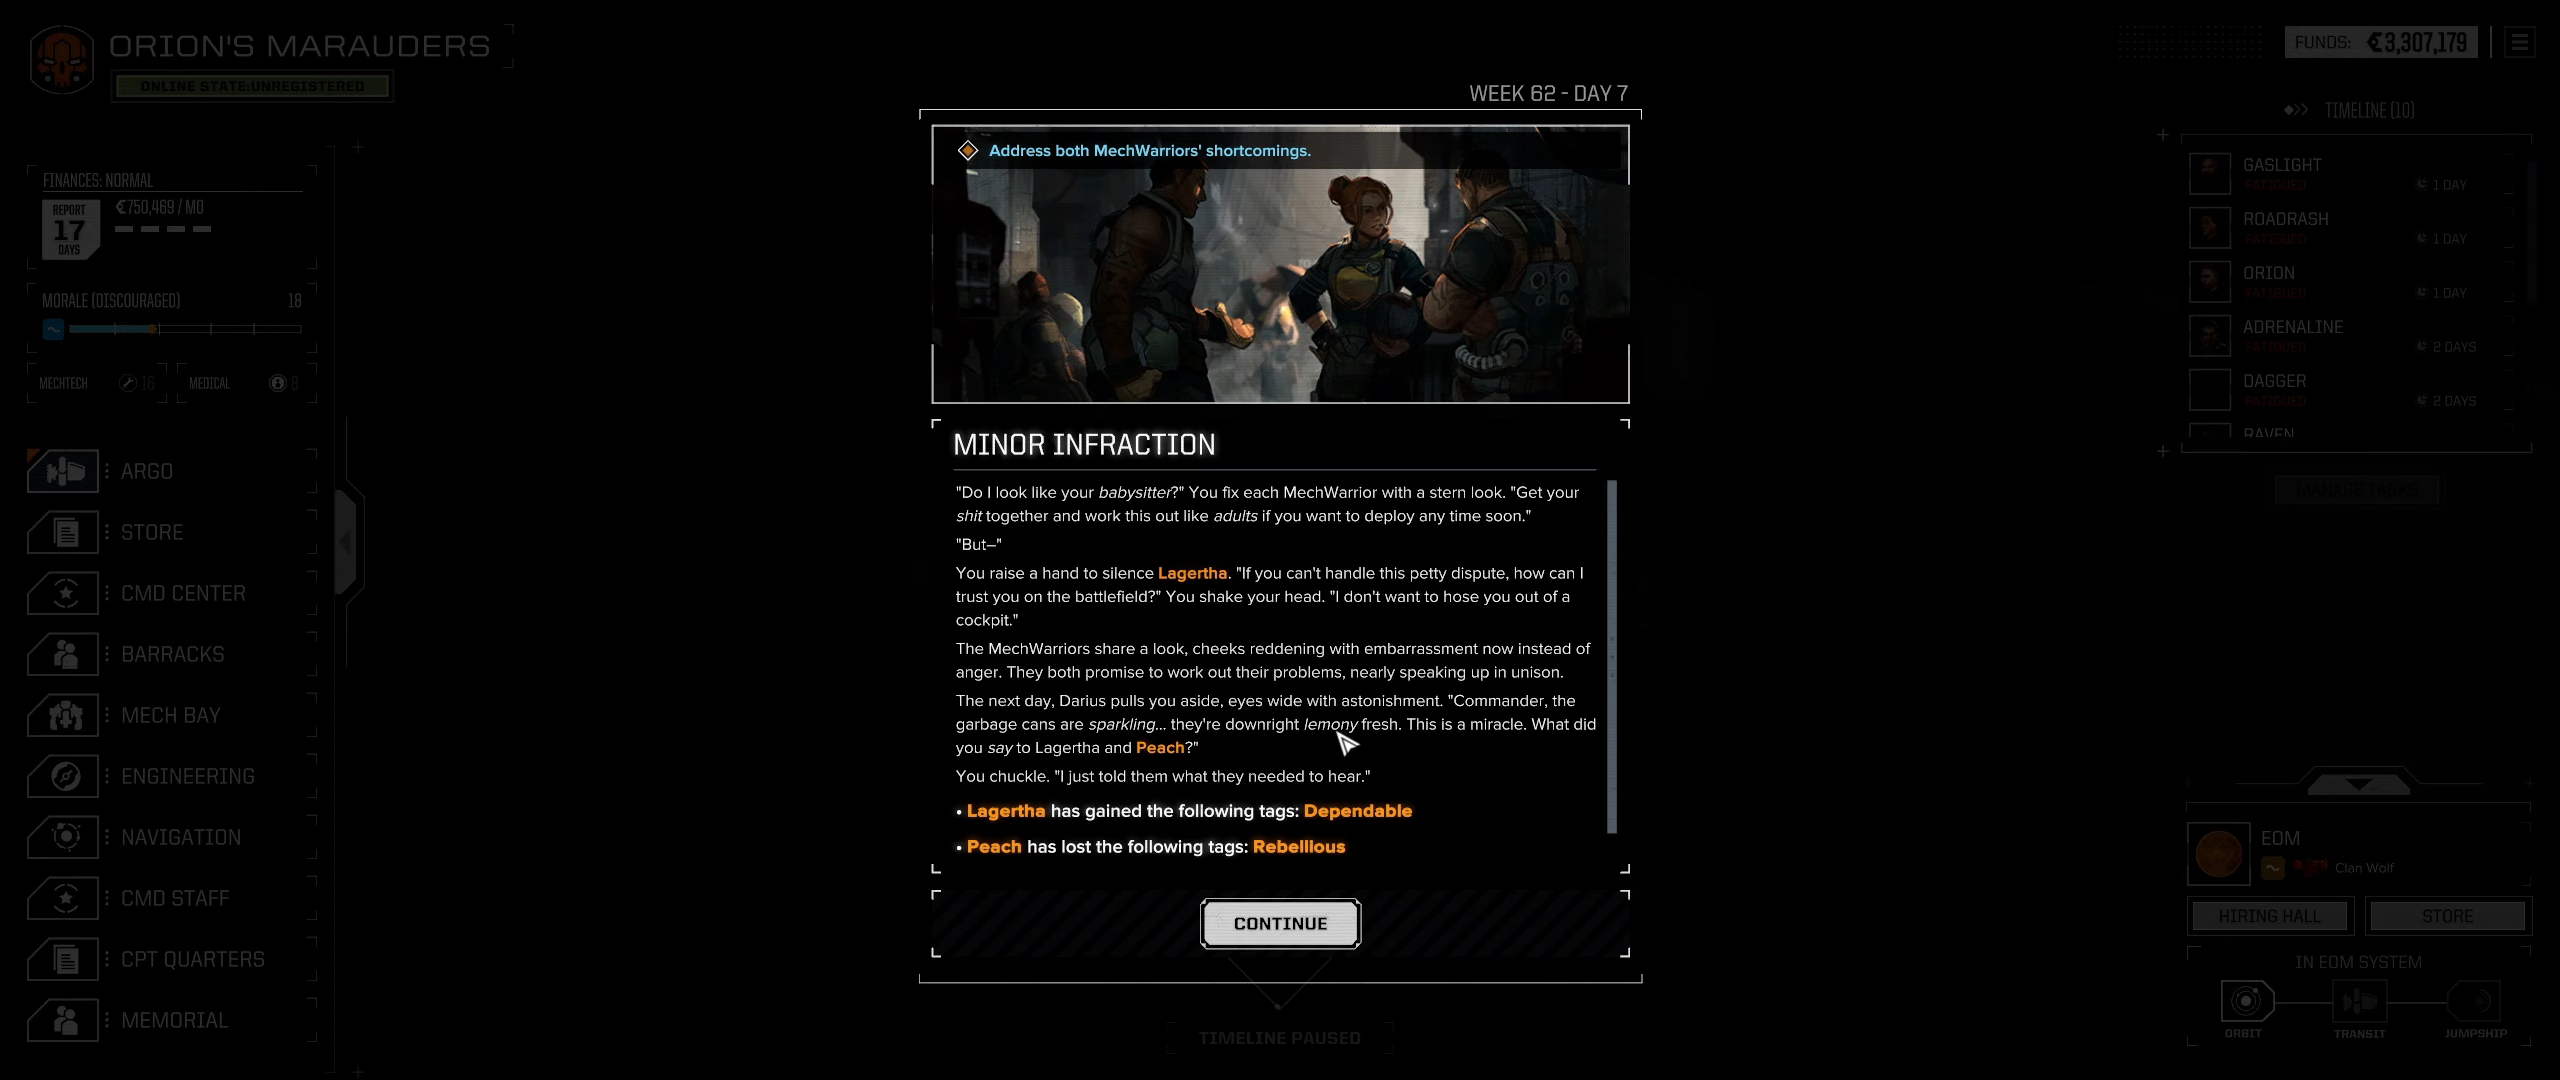 ORION'S MARAUDERS
ONLINE STATE:UNREGISTERED
FUNDS: 3,307,179
WEEK 62 - DAY 7
TIMELINE (10)
FINANCES: NORMAL
REPORT
17
DAYS
750,469 / MO
MORALE (DISCOURAGED) 18
MECHTECH 16
MEDICAL 8
ARGO
STORE
CMD CENTER
BARRACKS
MECH BAY
ENGINEERING
NAVIGATION
CMD STAFF
CPT QUARTERS
MEMORIAL
Address both MechWarriors' shortcomings.
MINOR INFRACTION
"Do I look like your babysitter?" You fix each MechWarrior with a stern look. "Get your
shit together and work this out like adults if you want to deploy any time soon."
"But–"
You raise a hand to silence Lagertha. "If you can't handle this petty dispute, how can I
trust you on the battlefield?" You shake your head. "I don't want to hose you out of a
cockpit."
The MechWarriors share a look, cheeks reddening with embarrassment now instead of
anger. They both promise to work out their problems, nearly speaking up in unison.
The next day, Darius pulls you aside, eyes wide with astonishment. "Commander, the
garbage cans are sparkling... they're downright lemony fresh. This is a miracle. What did
you say to Lagertha and Peach?"
You chuckle. "I just told them what they needed to hear."
• Lagertha has gained the following tags: Dependable
• Peach has lost the following tags: Rebellious
CONTINUE
TIMELINE PAUSED
GASLIGHT
FATIGUED 1 DAY
ROADRASH
FATIGUED 1 DAY
ORION
FATIGUED 1 DAY
ADRENALINE
FATIGUED 2 DAYS
DAGGER
FATIGUED 2 DAYS
RAVEN
MANAGE TASKS
EOM
Clan Wolf
HIRING HALL
STORE
IN EOM SYSTEM
ORBIT
TRANSIT
JUMPSHIP